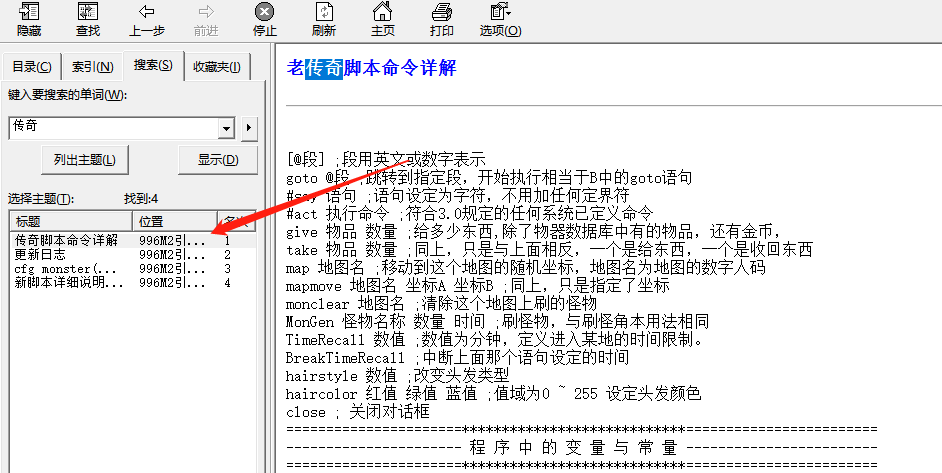 隐藏 查找 上一步 前进 停止 刷新 主页 打印 选项(O)
目录(C) 索引(N) 搜索(S) 收藏夹(I)
键入要搜索的单词(W):
传奇
列出主题(L) 显示(D)
选择主题(T): 找到:4
标题 位置
传奇脚本命令详解 996M2引... 1
更新日志 996M2引... 2
cfg_monster(... 996M2引... 3
新脚本详细说明... 996M2引... 4
老传奇脚本命令详解
[@段] ;段用英文或数字表示
goto @段 ;跳转到指定段，开始执行相当于B中的goto语句
#say 语句 ;语句设定为字符，不用加任何定界符
#act 执行命令 ;符合3.0规定的任何系统已定义命令
give 物品 数量 ;给多少东西,除了物器数据库中有的物品，还有金币，
take 物品 数量 ;同上，只是与上面相反，一个是给东西，一个是收回东西
map 地图名 ;移动到这个地图的随机坐标，地图名为地图的数字人码
mapmove 地图名 坐标A 坐标B ;同上，只是指定了坐标
monclear 地图名 ;清除这个地图上刷的怪物
MonGen 怪物名称 数量 时间 ;刷怪物，与刷怪角本用法相同
TimeRecall 数值 ;数值为分钟，定义进入某地的时间限制。
BreakTimeRecall ;中断上面那个语句设定的时间
hairstyle 数值 ;改变头发类型
haircolor 红值 绿值 蓝值 ;值域为0 ~ 255 设定头发颜色
close ; 关闭对话框
======================****************************========================
---------------------- 程 序 中 的 变 量 与 常 量 ------------------------
======================****************************========================